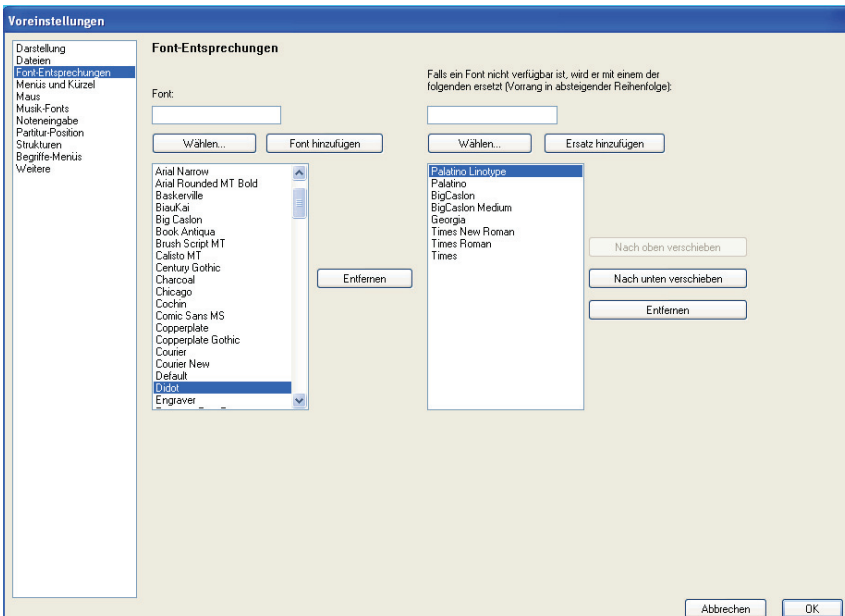 Voreinstellungen
Darstellung
Dateien
Font-Entsprechungen
Menüs und Kürzel
Maus
Musik-Fonts
Noteneingabe
Partitur-Position
Strukturen
Begriffe-Menüs
Weitere
Font-Entsprechungen
Font:
Wählen...
Font hinzufügen
Arial Narrow
Arial Rounded MT Bold
Baskerville
BiauKai
Big Caslon
Book Antiqua
Brush Script MT
Calisto MT
Century Gothic
Charcoal
Chicago
Cochin
Comic Sans MS
Copperplate
Copperplate Gothic
Courier
Courier New
Default
Didot
Engraver
Entfernen
Falls ein Font nicht verfügbar ist, wird er mit einem der
folgenden ersetzt (Vorrang in absteigender Reihenfolge):
Wählen...
Ersatz hinzufügen
Palatino Linotype
Palatino
BigCaslon
BigCaslon Medium
Georgia
Times New Roman
Times Roman
Times
Nach oben verschieben
Nach unten verschieben
Entfernen
Abbrechen
OK